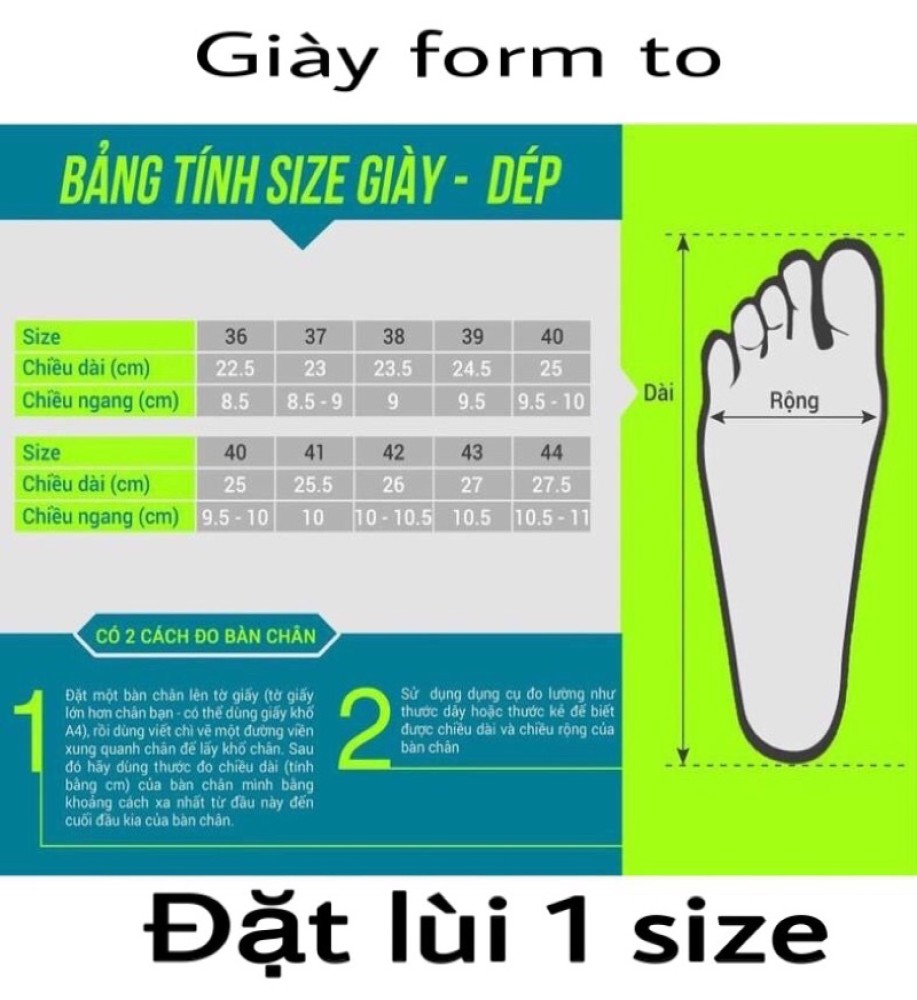 Giày form to
BẢNG TÍNH SIZE GIÀY - DÉP
Size 36 37 38 39 40
Chiều dài (cm) 22.5 23 23.5 24.5 25
Chiều ngang (cm) 8.5 8.5 - 9 9 9.5 9.5 - 10
Size 40 41 42 43 44
Chiều dài (cm) 25 25.5 26 27 27.5
Chiều ngang (cm) 9.5 - 10 10 10 - 10.5 10.5 10.5 - 11
Dài
Rộng
CÓ 2 CÁCH ĐO BÀN CHÂN
1
Đặt một bàn chân lên tờ giấy (tờ giấy
lớn hơn chân bạn - có thể dùng giấy khổ
A4), rồi dùng viết chì vẽ một đường viền
xung quanh chân để lấy khổ chân. Sau
đó hãy dùng thước đo chiều dài (tính
bằng cm) của bàn chân mình bằng
khoảng cách xa nhất từ đầu này đến
cuối đầu kia của bàn chân.
2
Sử dụng dụng cụ đo lường như
thước dây hoặc thước kẻ để biết
được chiều dài và chiều rộng của
bàn chân
Đặt lùi 1 size